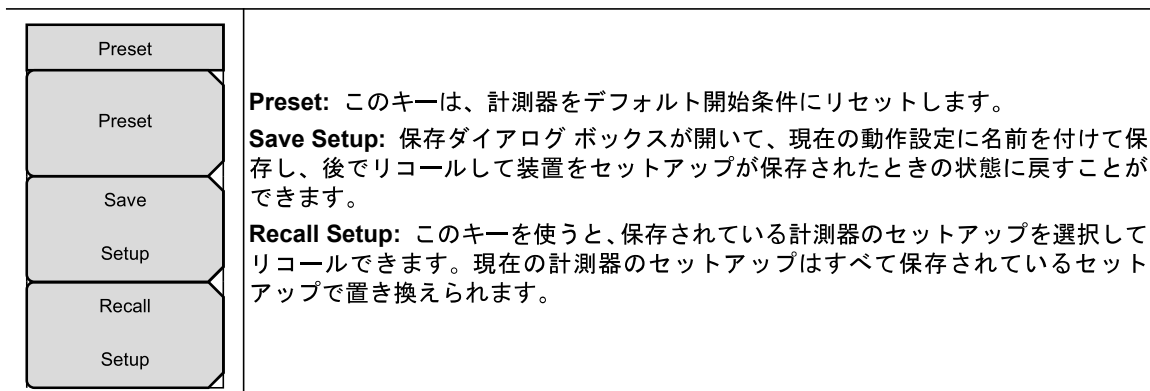 Preset
Preset
Save
Setup
Recall
Setup
Preset: このキーは、計測器をデフォルト開始条件にリセットします。
Save Setup: 保存ダイアログ ボックスが開いて、現在の動作設定に名前を付けて保
存し、後でリコールして装置をセットアップが保存されたときの状態に戻すことが
できます。
Recall Setup: このキーを使うと、保存されている計測器のセットアップを選択して
リコールできます。現在の計測器のセットアップはすべて保存されているセット
アップで置き換えられます。